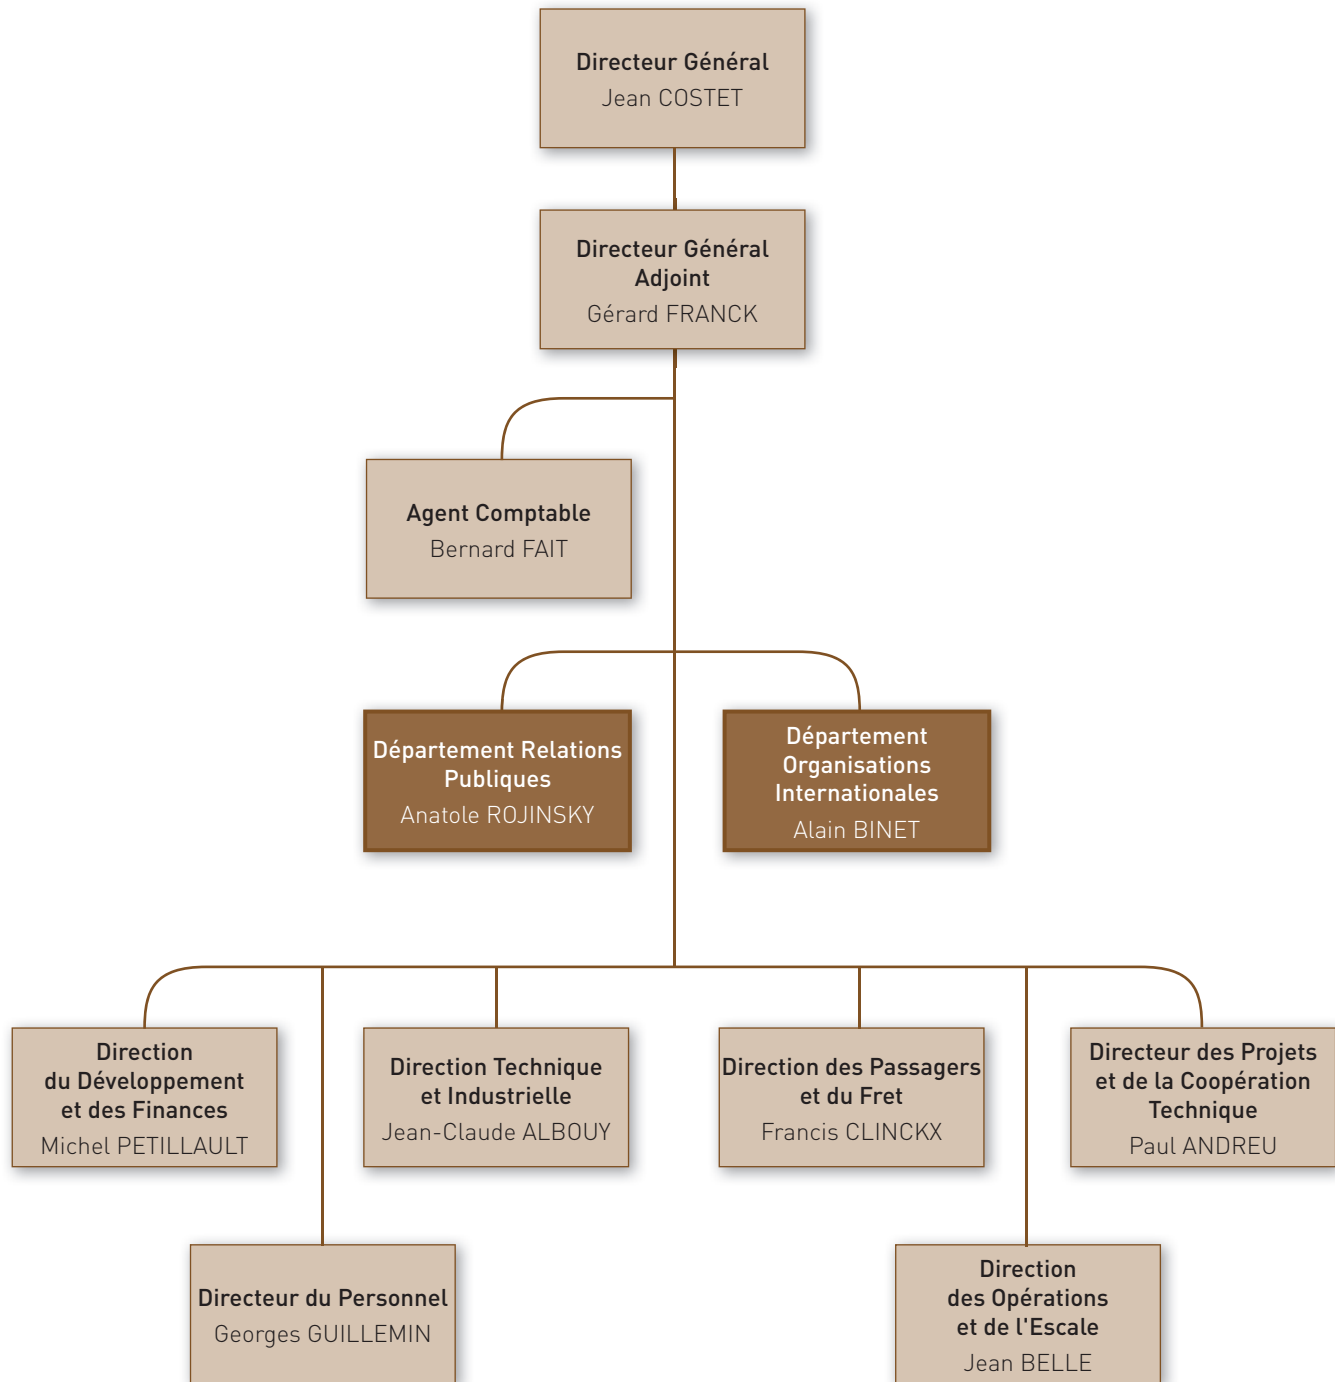 Directeur Général
Jean COSTET
Directeur Général
Adjoint
Gérard FRANCK
Agent Comptable
Bernard FAIT
Département Relations
Publiques
Anatole ROJINSKY
Département
Organisations
Internationales
Alain BINET
Direction
du Développement
et des Finances
Michel PETILLAULT
Direction Technique
et Industrielle
Jean-Claude ALBOUY
Direction des Passagers
et du Fret
Francis CLINCKX
Directeur des Projets
et de la Coopération
Technique
Paul ANDREU
Directeur du Personnel
Georges GUILLEMIN
Direction
des Opérations
et de l'Escale
Jean BELLE